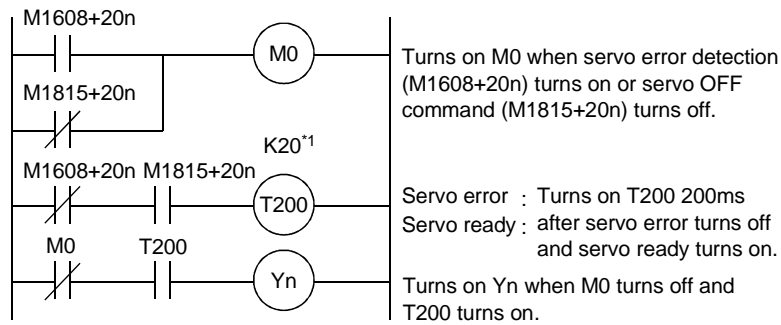 M1608+20n
M0
M1815+20n
Turns on M0 when servo error detection
(M1608+20n) turns on or servo OFF
command (M1815+20n) turns off.
K20*1
M1608+20n M1815+20n
T200
Servo error : Turns on T200 200ms
Servo ready : after servo error turns off
and servo ready turns on.
M0 T200
Yn
Turns on Yn when M0 turns off and
T200 turns on.